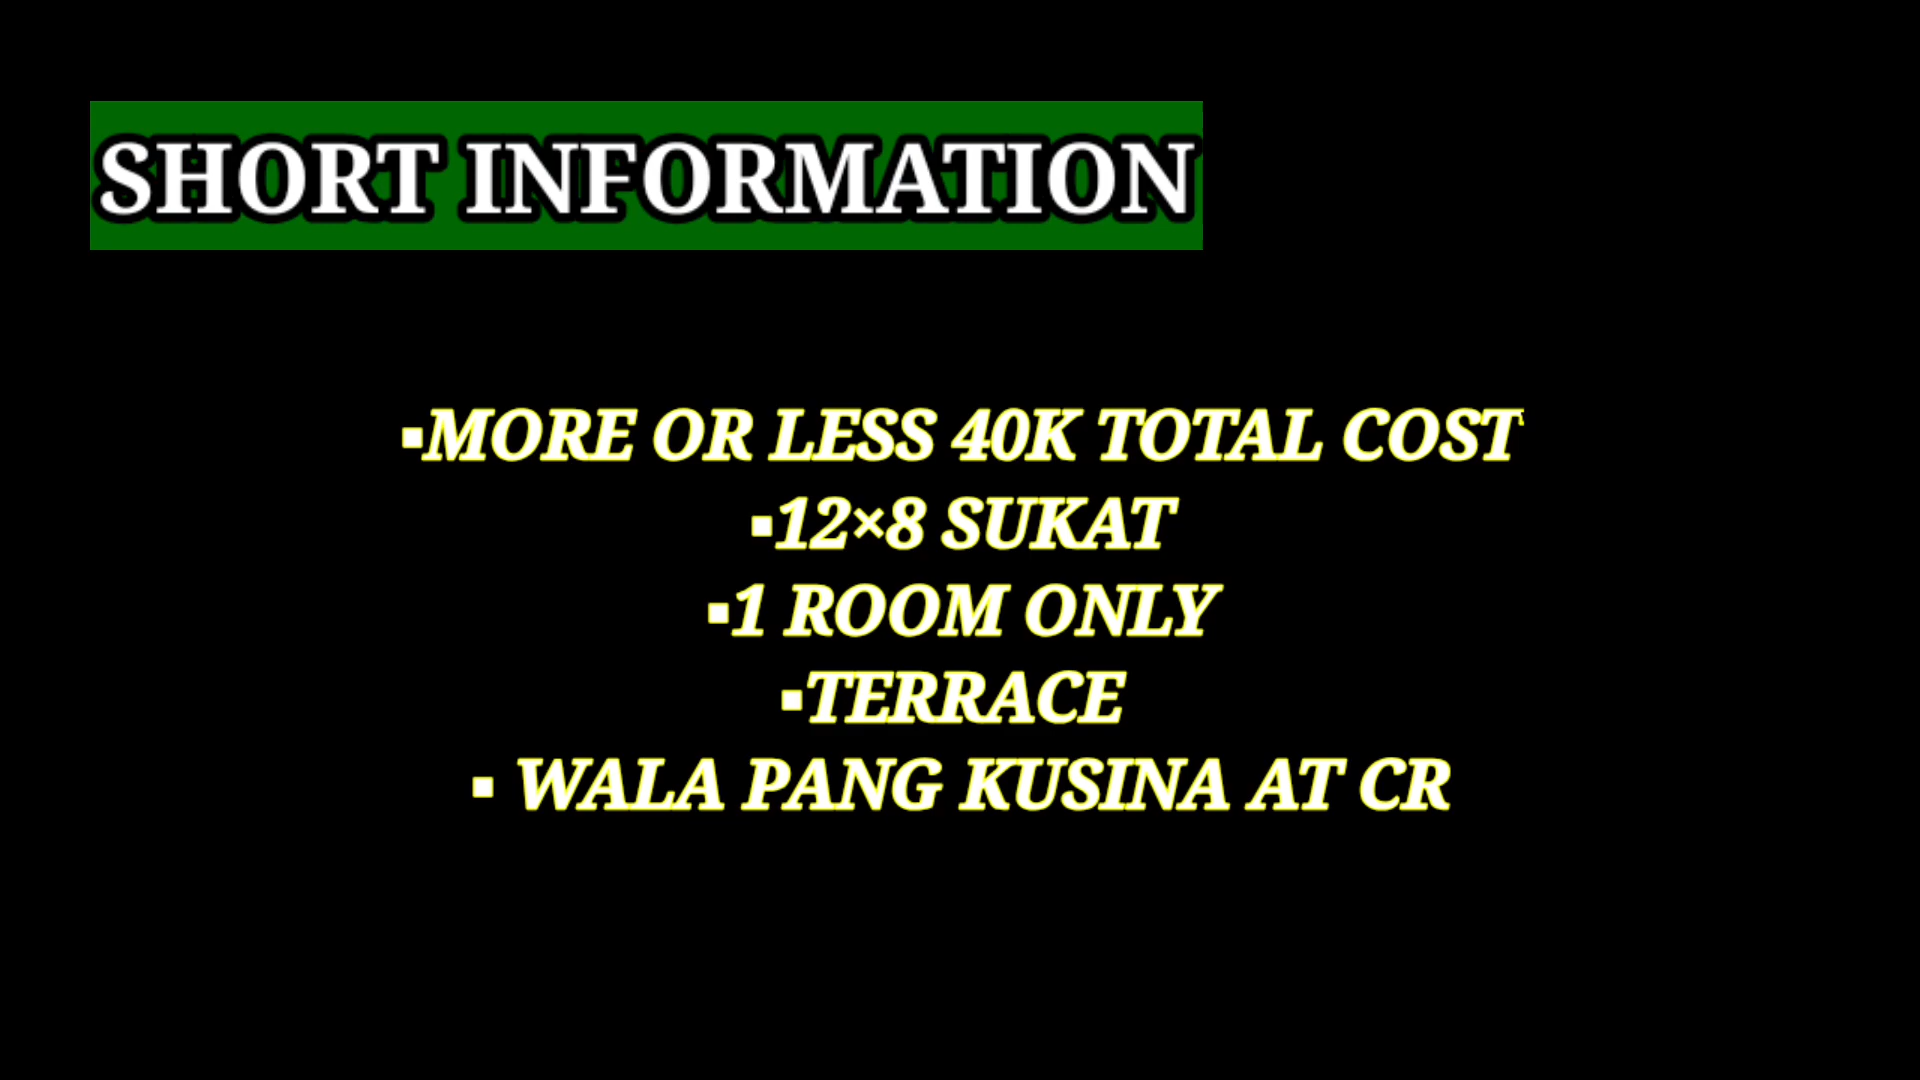 SHORT INFORMATION
▪MORE OR LESS 40K TOTAL COST
▪12×8 SUKAT
▪1 ROOM ONLY
▪TERRACE
▪ WALA PANG KUSINA AT CR